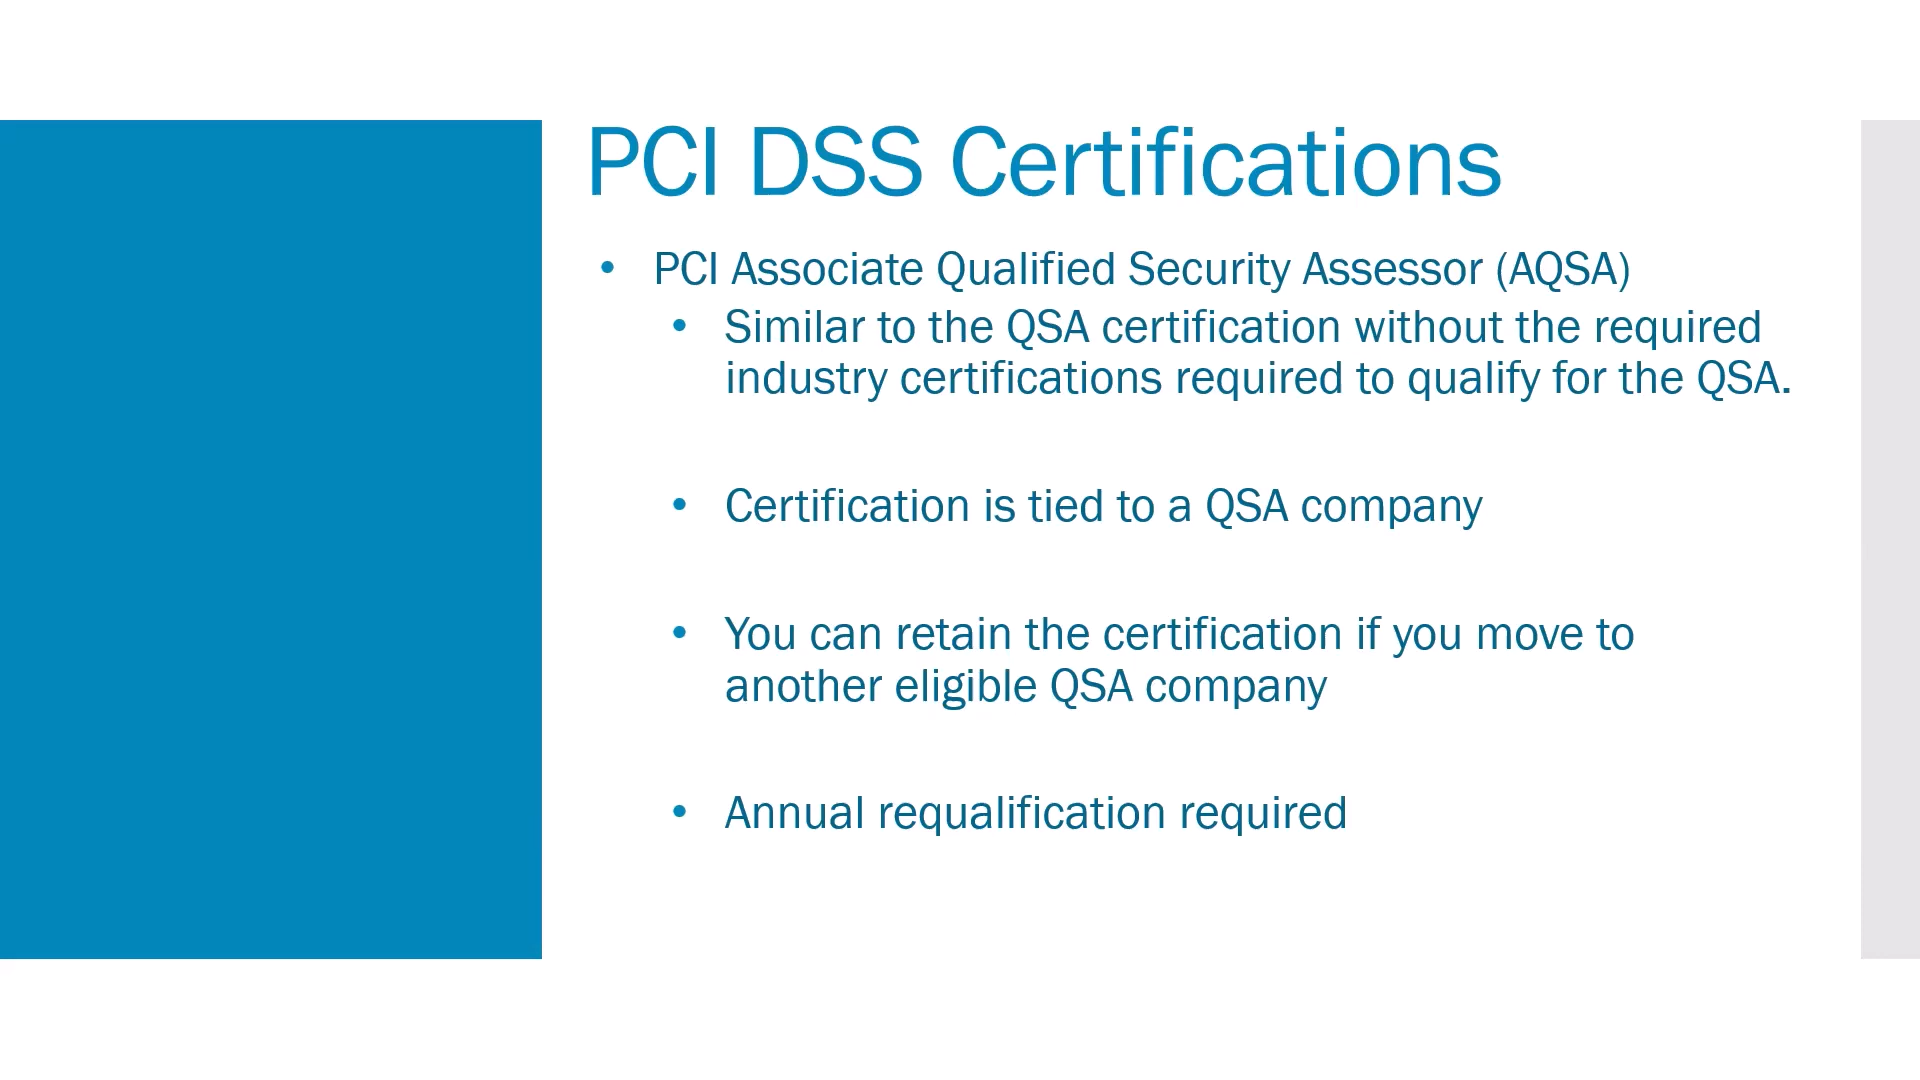 PCI DSS Certifications
• PCI Associate Qualified Security Assessor (AQSA)
• Similar to the QSA certification without the required
industry certifications required to qualify for the QSA.
• Certification is tied to a QSA company
• You can retain the certification if you move to
another eligible QSA company
• Annual requalification required